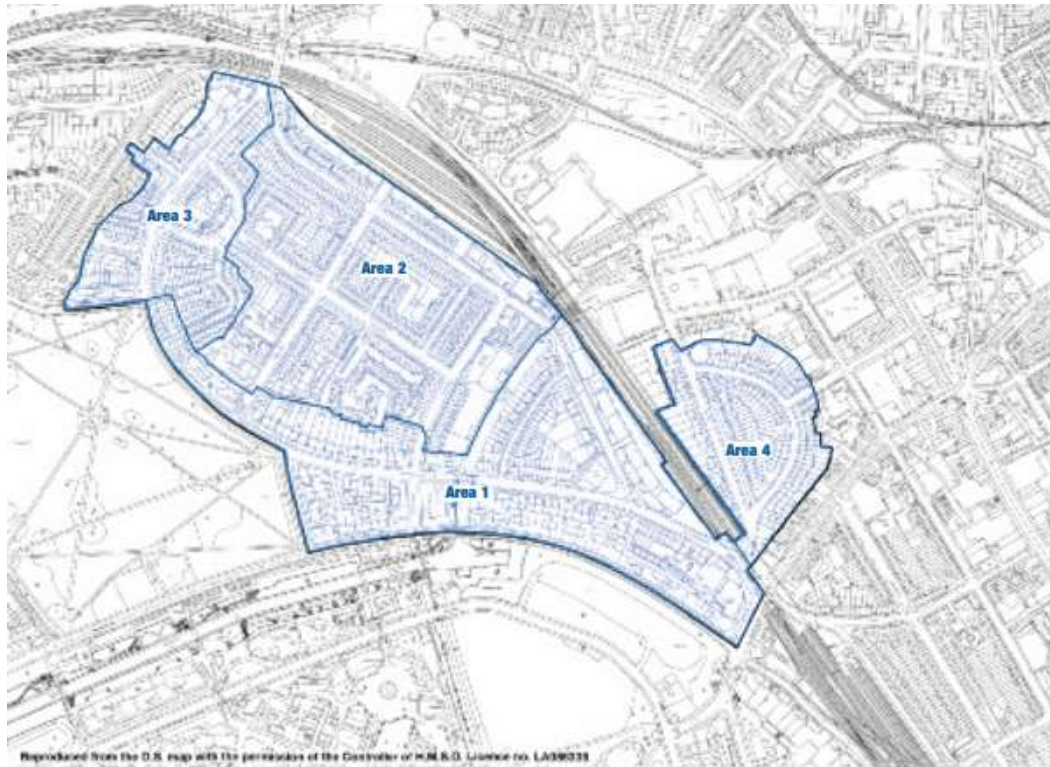 Area 3
Area 2
Area 4
Area 1
Reproduced from the O.S. map with the permission of the Controller of H.M.S.O. Licence no.